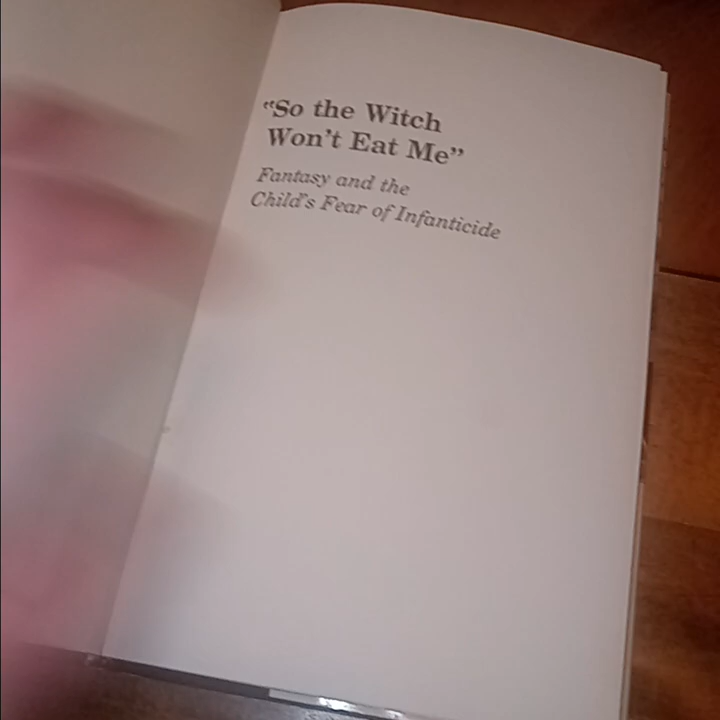 “So the Witch
Won’t Eat Me”
Fantasy and the
Child’s Fear of Infanticide